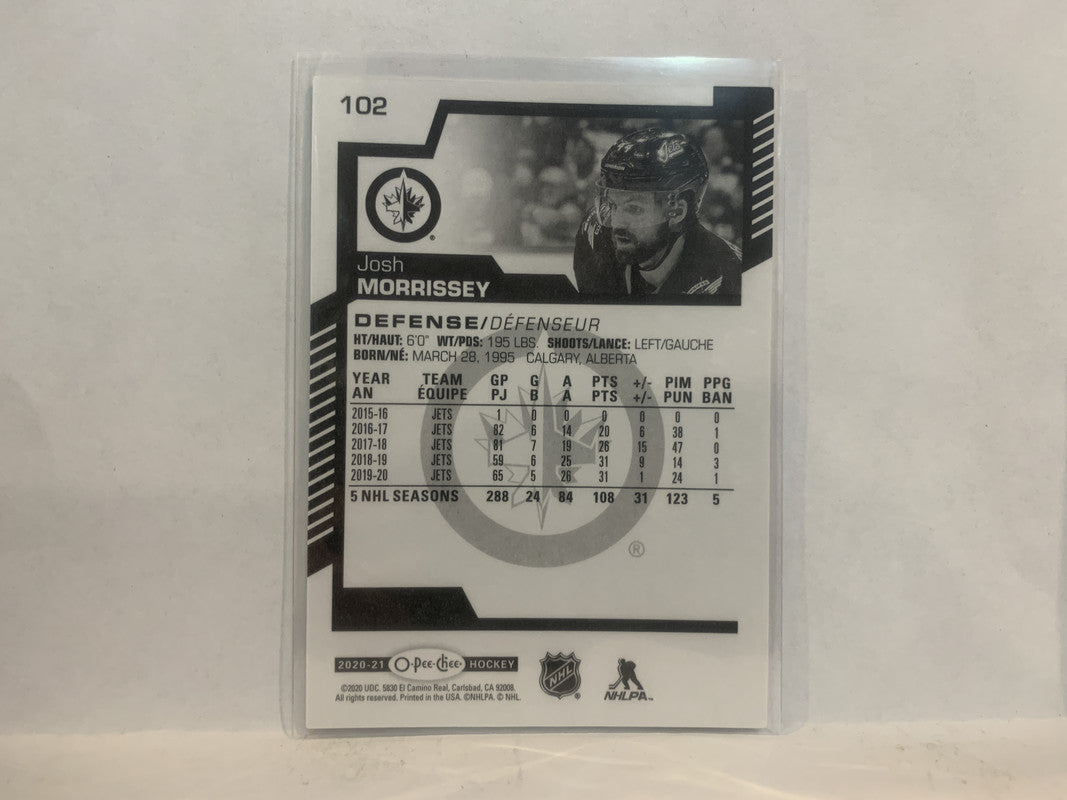 102
Jets
Josh
MORRISSEY
DEFENSE/DÉFENSEUR
HT/HAUT: 6'0" WT/PDS: 195 LBS. SHOOTS/LANCE: LEFT/GAUCHE
BORN/NÉ: MARCH 28, 1995 CALGARY, ALBERTA
YEAR TEAM GP G A PTS +/- PIM PPG
AN ÉQUIPE PJ B A PTS +/- PUN BAN
2015-16 JETS 1 0 0 0 0 0 0
2016-17 JETS 82 6 14 20 6 38 1
2017-18 JETS 81 7 19 26 15 47 0
2018-19 JETS 59 6 25 31 9 14 3
2019-20 JETS 65 5 26 31 1 24 1
5 NHL SEASONS 288 24 84 108 31 123 5
®
2020-21 O-Pee-Chee® HOCKEY
©2020 UDC. 5830 El Camino Real, Carlsbad, CA 92008.
All rights reserved. Printed in the USA. ©NHLPA. © NHL.
NHL®
NHLPA™